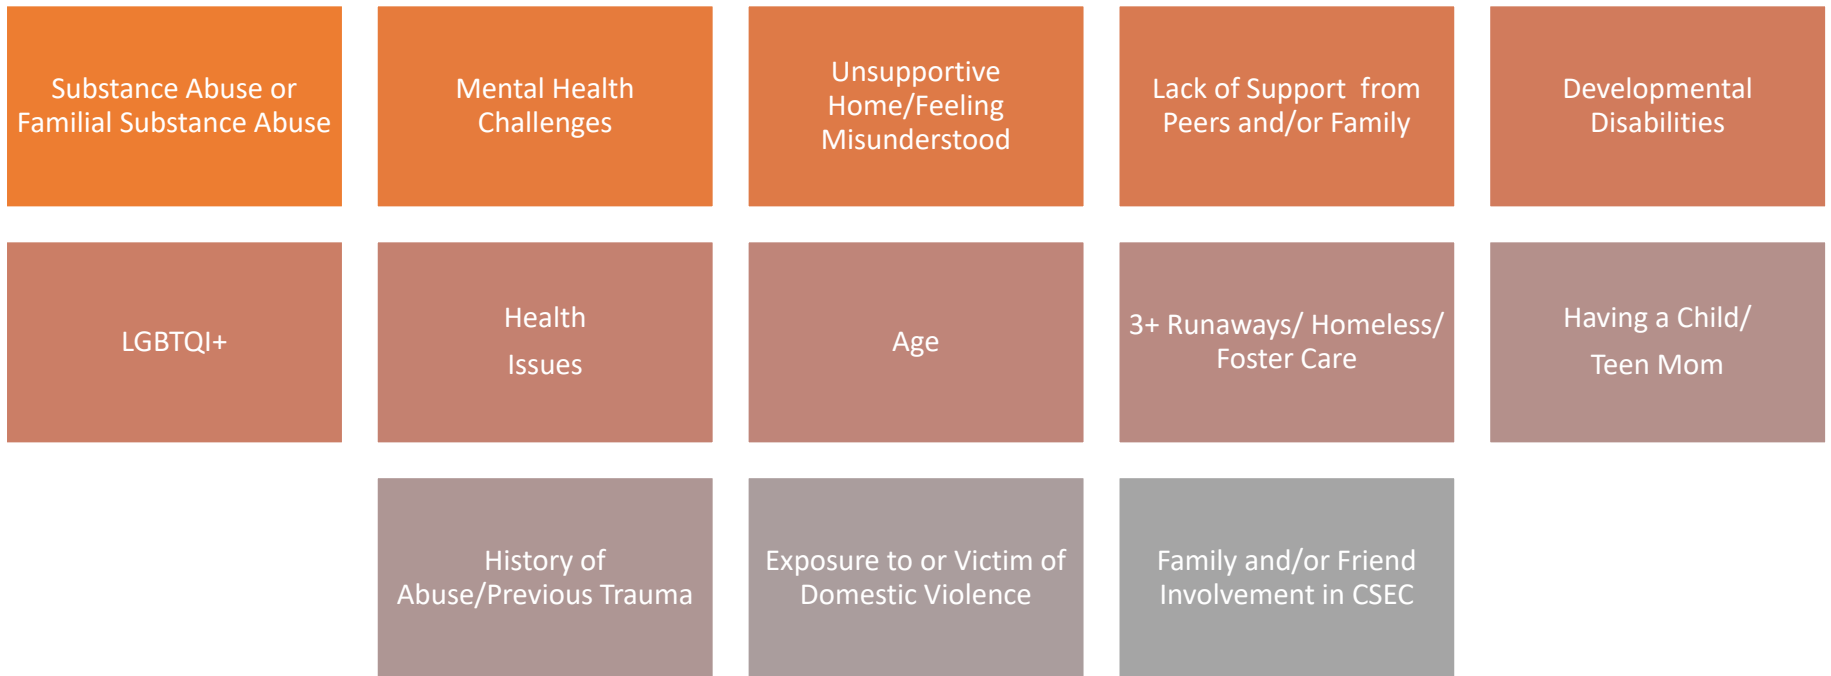 Substance Abuse or
Familial Substance Abuse
Mental Health
Challenges
Unsupportive
Home/Feeling
Misunderstood
Lack of Support  from
Peers and/or Family
Developmental
Disabilities
LGBTQI+
Health
Issues
Age
3+ Runaways/ Homeless/
Foster Care
Having a Child/
Teen Mom
History of
Abuse/Previous Trauma
Exposure to or Victim of
Domestic Violence
Family and/or Friend
Involvement in CSEC